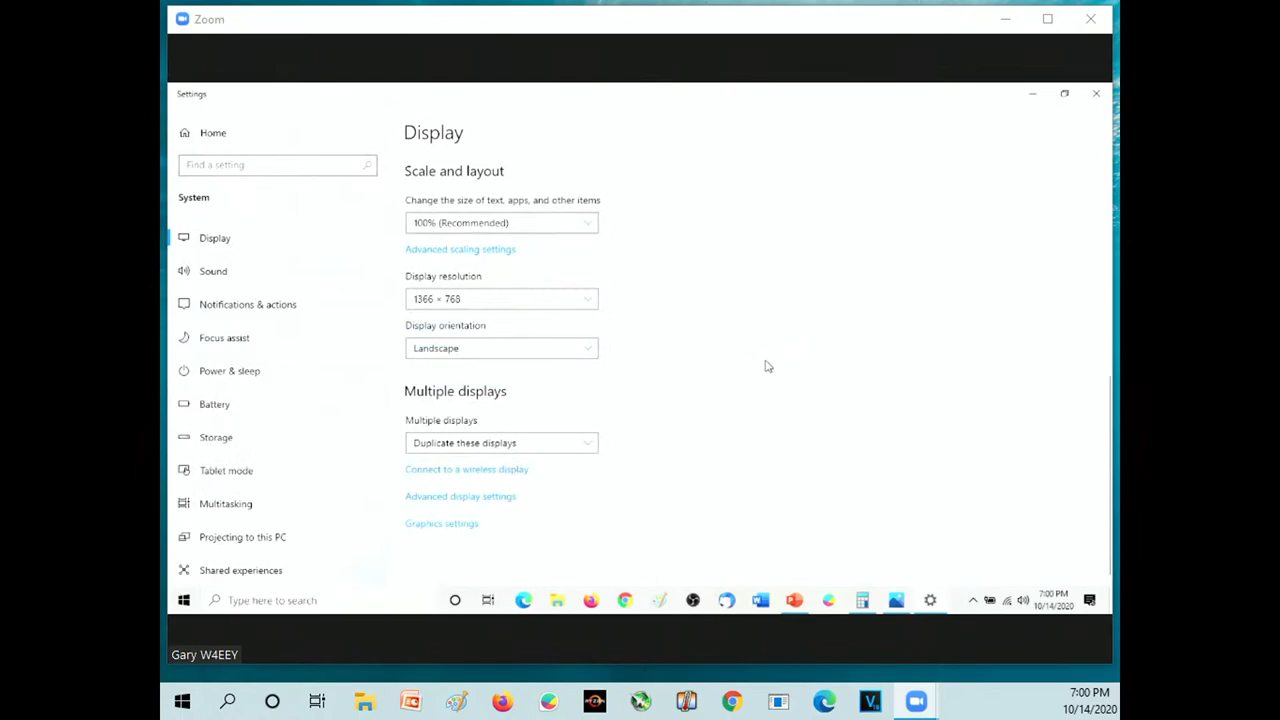 Zoom
Settings
Home
Find a setting
System
Display
Sound
Notifications & actions
Focus assist
Power & sleep
Battery
Storage
Tablet mode
Multitasking
Projecting to this PC
Shared experiences
Display
Scale and layout
Change the size of text, apps, and other items
100% (Recommended)
Advanced scaling settings
Display resolution
1366 × 768
Display orientation
Landscape
Multiple displays
Multiple displays
Duplicate these displays
Connect to a wireless display
Advanced display settings
Graphics settings
Type here to search
7:00 PM
10/14/2020
Gary W4EEY
RYZEN
7:00 PM
10/14/2020